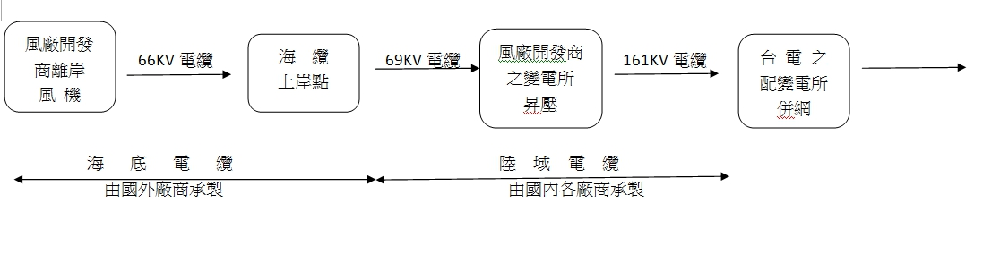 風廠開發
商離岸
風 機
66KV 電纜
海 纜
上岸點
69KV 電纜
風廠開發商
之變電所
昇壓
161KV 電纜
台 電 之
配變電所
併網
海 底 電 纜
由國外廠商承製
陸 域 電 纜
由國內各廠商承製